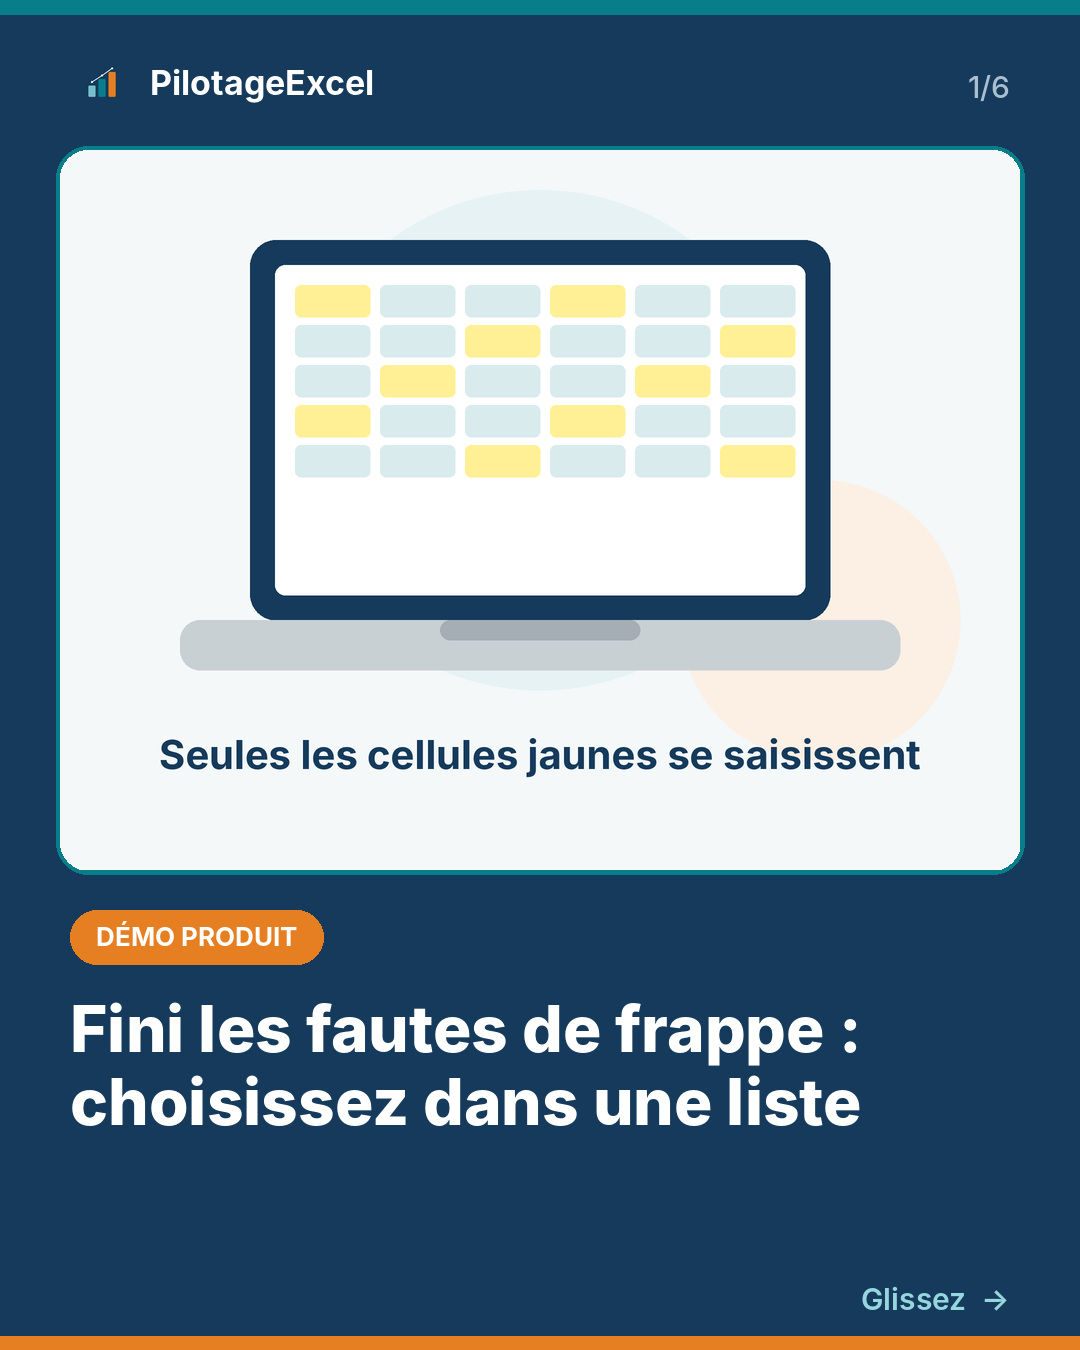 PilotageExcel
1/6
Seules les cellules jaunes se saisissent
DÉMO PRODUIT
Fini les fautes de frappe :
choisissez dans une liste
Glissez →